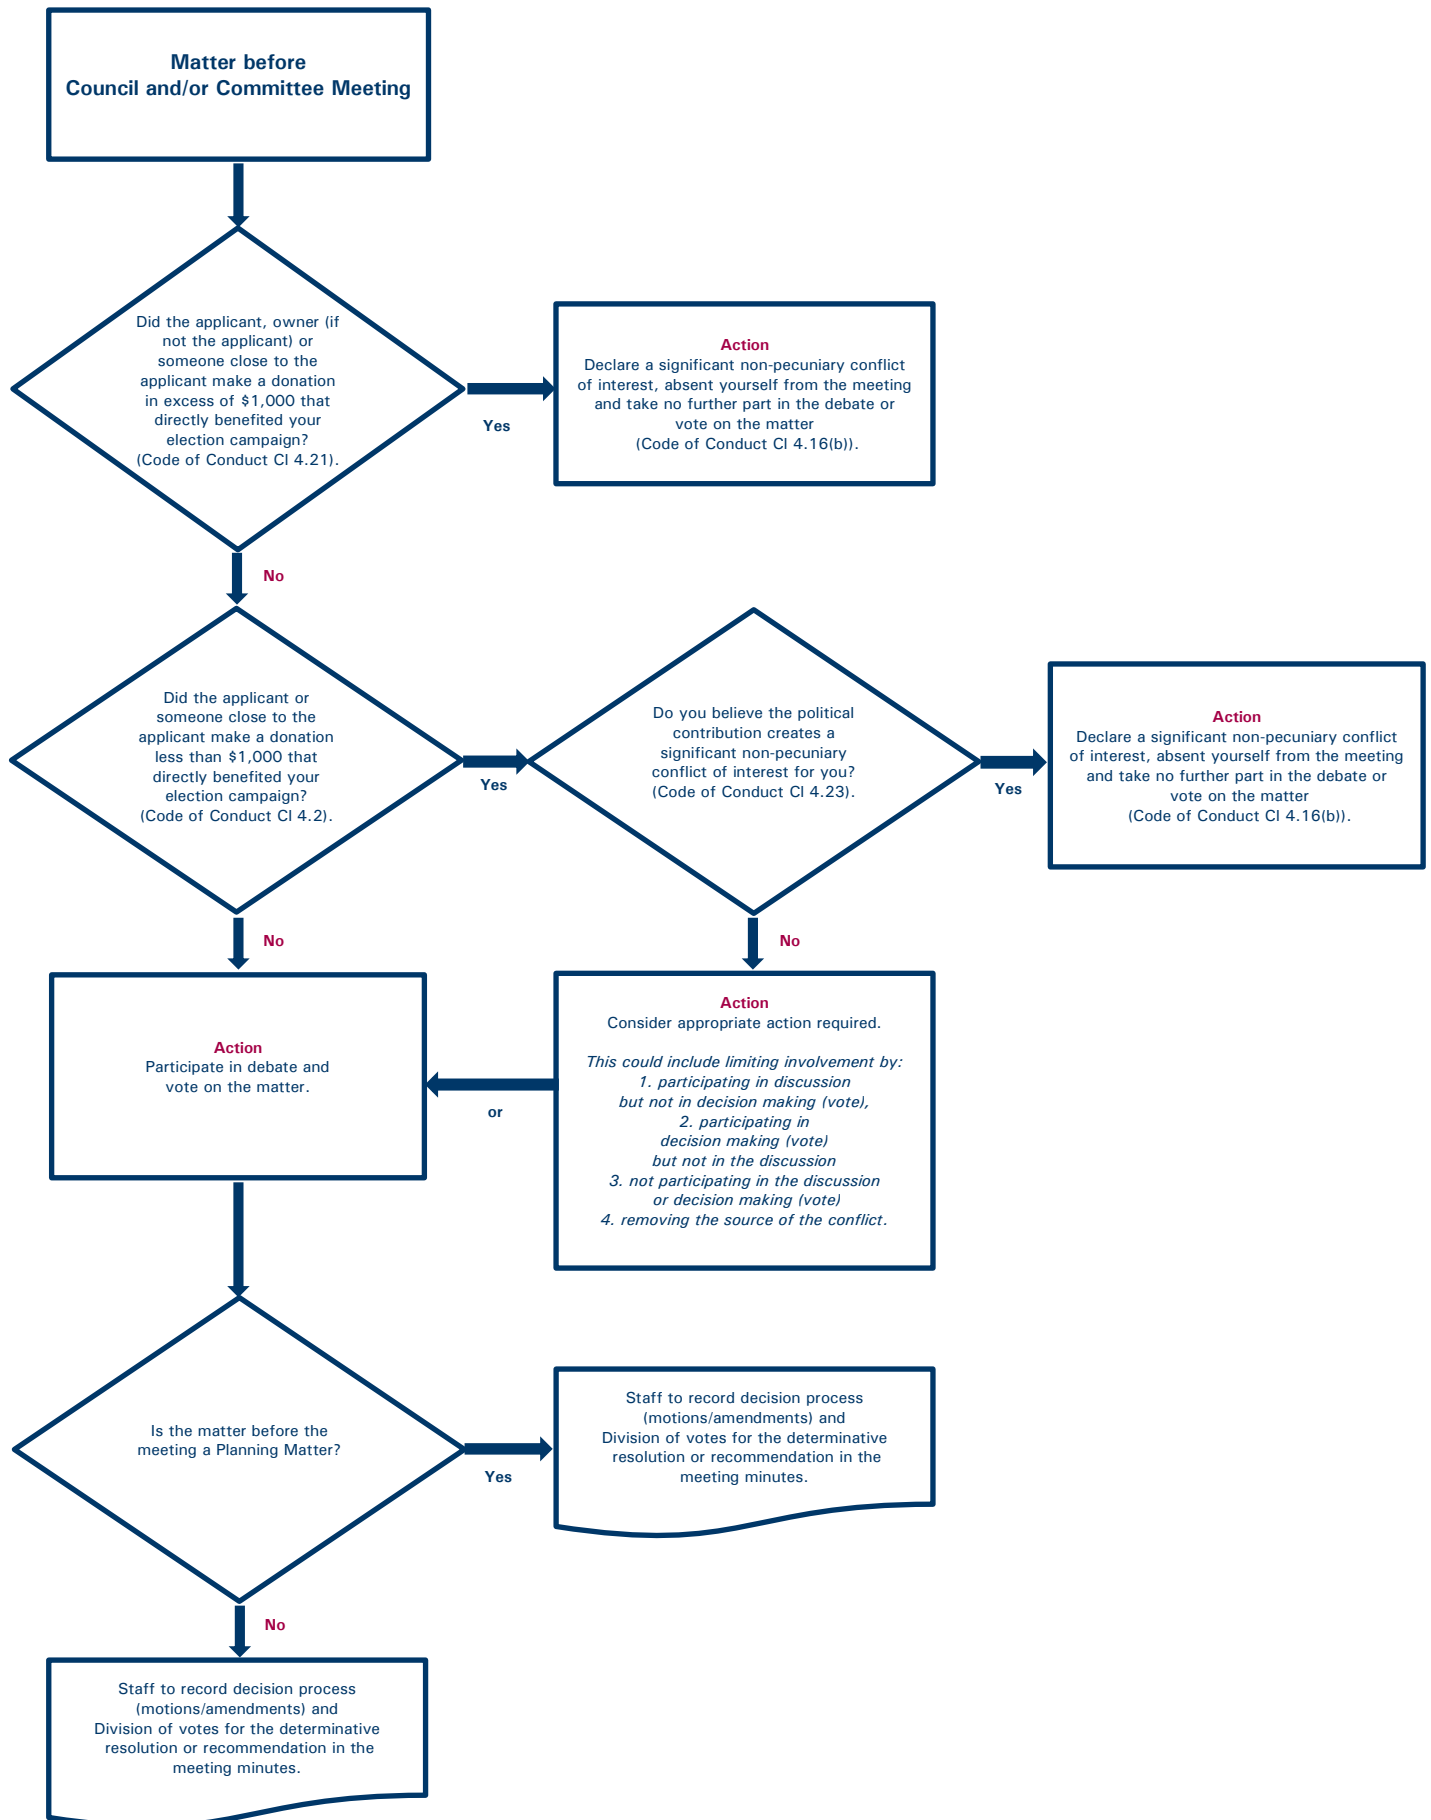 Matter before
Council and/or Committee Meeting
Did the applicant, owner (if
not the applicant) or
someone close to the
applicant make a donation
in excess of $1,000 that
directly benefited your
election campaign?
(Code of Conduct Cl 4.21).
Yes
Action
Declare a significant non-pecuniary conflict
of interest, absent yourself from the meeting
and take no further part in the debate or
vote on the matter
(Code of Conduct Cl 4.16(b)).
No
Did the applicant or
someone close to the
applicant make a donation
less than $1,000 that
directly benefited your
election campaign?
(Code of Conduct Cl 4.2).
Yes
Do you believe the political
contribution creates a
significant non-pecuniary
conflict of interest for you?
(Code of Conduct Cl 4.23).
Yes
Action
Declare a significant non-pecuniary conflict
of interest, absent yourself from the meeting
and take no further part in the debate or
vote on the matter
(Code of Conduct Cl 4.16(b)).
No
No
Action
Participate in debate and
vote on the matter.
or
Action
Consider appropriate action required.
This could include limiting involvement by:
1. participating in discussion
but not in decision making (vote),
2. participating in
decision making (vote)
but not in the discussion
3. not participating in the discussion
or decision making (vote)
4. removing the source of the conflict.
Is the matter before the
meeting a Planning Matter?
Yes
Staff to record decision process
(motions/amendments) and
Division of votes for the determinative
resolution or recommendation in the
meeting minutes.
No
Staff to record decision process
(motions/amendments) and
Division of votes for the determinative
resolution or recommendation in the
meeting minutes.